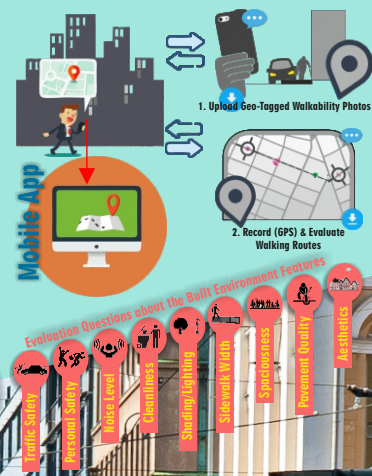 1. Upload Geo-Tagged Walkability Photos
Mobile App
2. Record (GPS) & Evaluate
Walking Routes
Evaluation Questions about the Built Environment Features
Traffic Safety
Personal Safety
Noise Level
Cleanliness
Shading/Lighting
Sidewalk Width
Spaciousness
Pavement Quality
Aesthetics